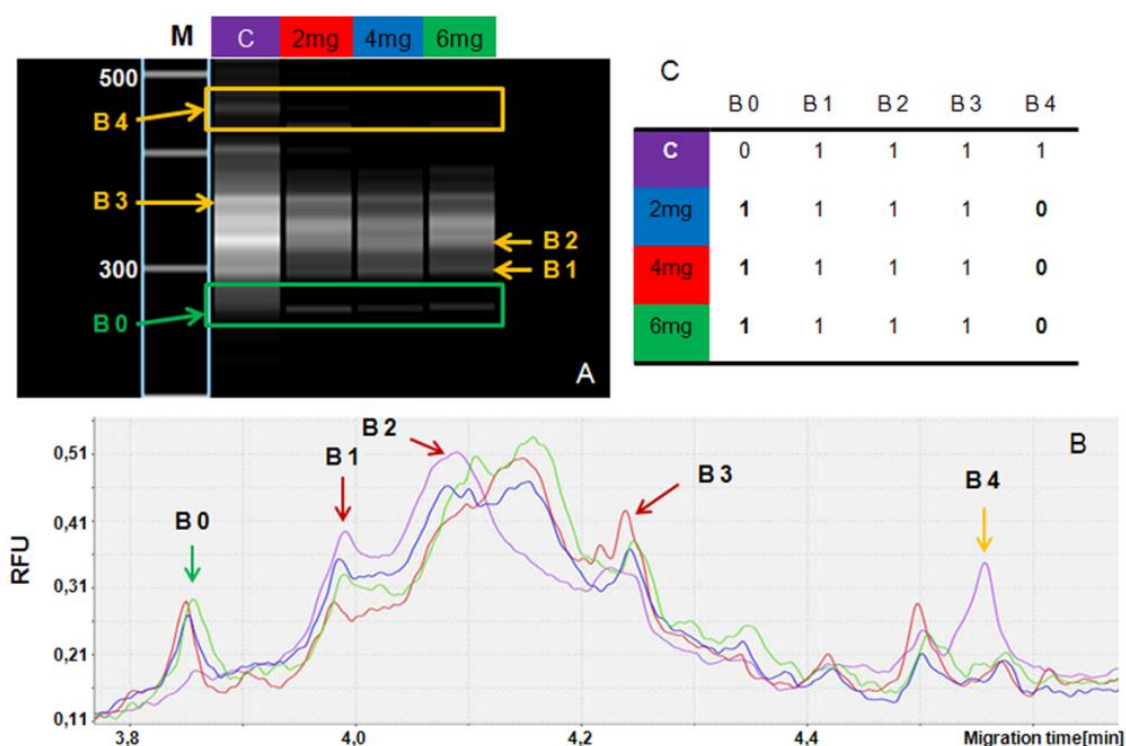 M C 2mg 4mg 6mg
500
B 4
B 3
B 2
300
B 1
B 0
A
C
B 0 B 1 B 2 B 3 B 4
C 0 1 1 1 1
2mg 1 1 1 1 0
4mg 1 1 1 1 0
6mg 1 1 1 1 0
B
B 2
B 1
B 3
B 4
B 0
RFU
0,51
0,41
0,31
0,21
0,11
3,8 4,0 4,2 4,4 Migration time[min]